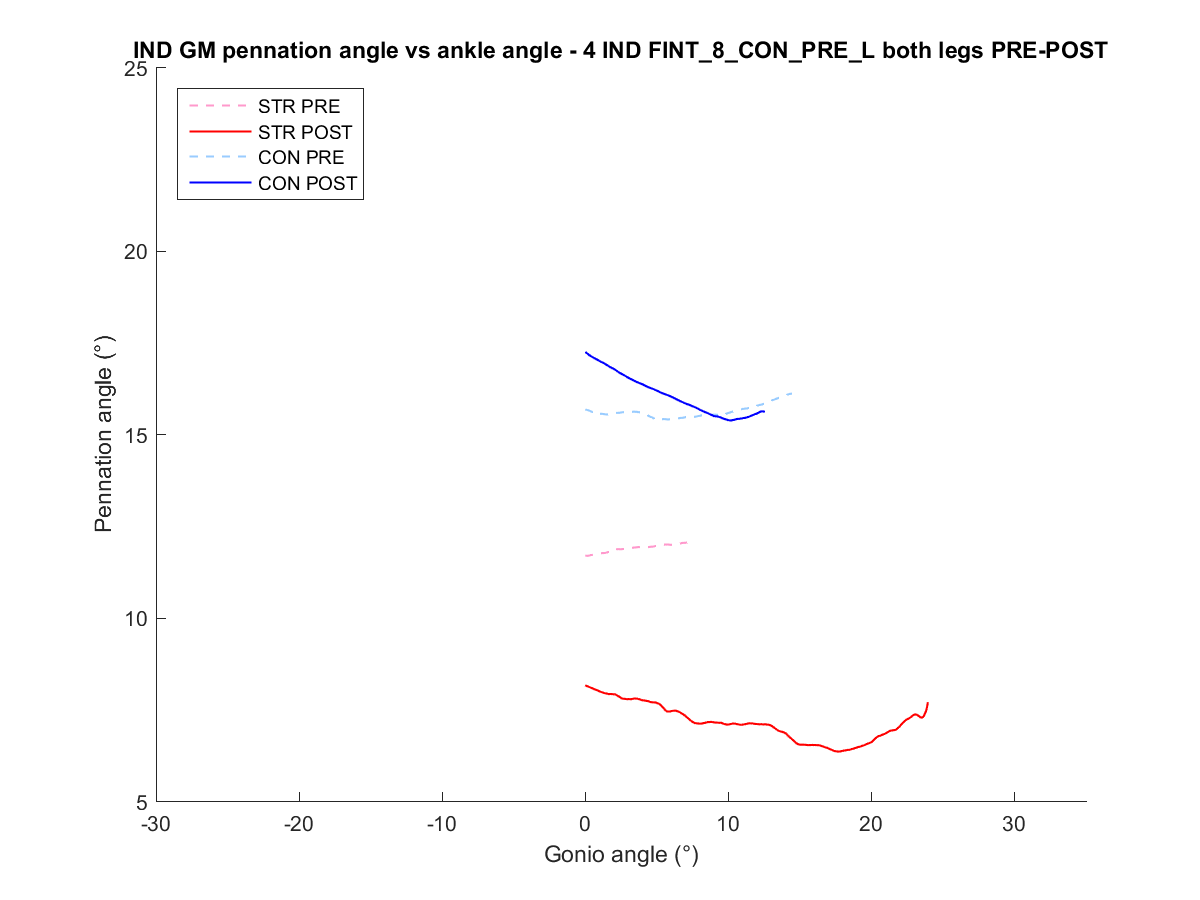 IND GM pennation angle vs ankle angle - 4 IND FINT_8_CON_PRE_L both legs PRE-POST
25
STR PRE
STR POST
CON PRE
CON POST
20
15
10
5
Pennation angle (°)
-30 -20 -10 0 10 20 30
Gonio angle (°)